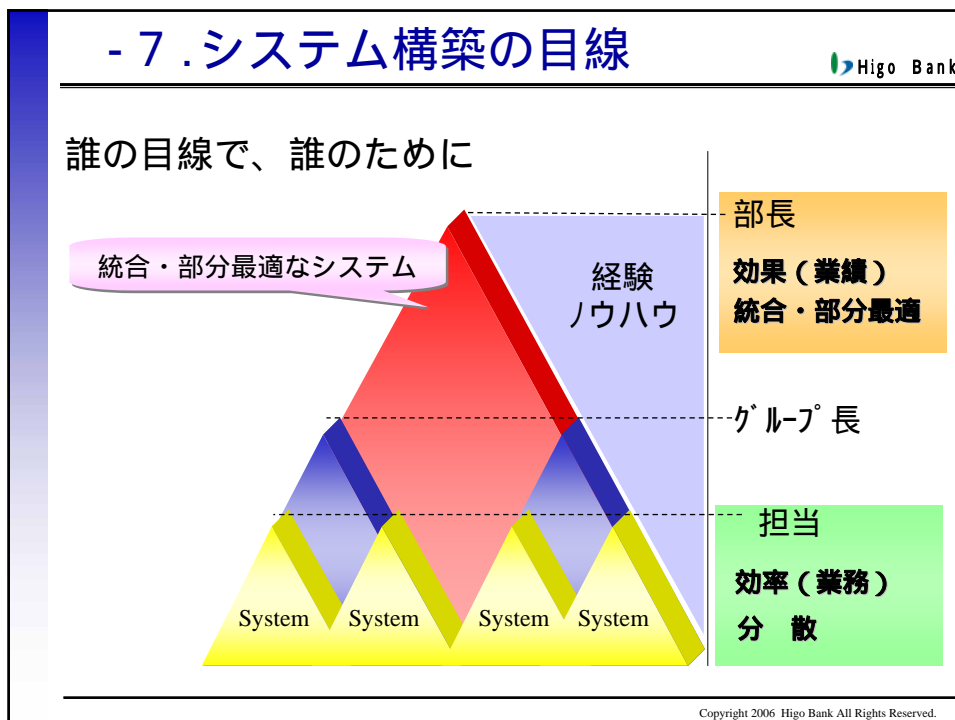 -７.システム構築の目線
Higo Bank
誰の目線で、誰のために
統合・部分最適なシステム
経験
ノウハウ
部長
効果（業績）
統合・部分最適
ｸﾞﾙｰﾌﾟ長
担当
効率（業務）
分　散
System
System
System
System
Copyright 2006 Higo Bank All Rights Reserved.